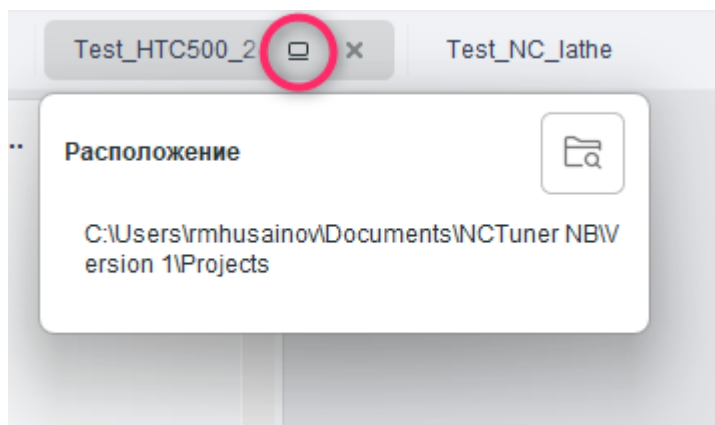 Test_HTC500_2
Test_NC_lathe
..
Расположение
C:\Users\rmhusainov\Documents\NCTuner NB\V
ersion 1\Projects